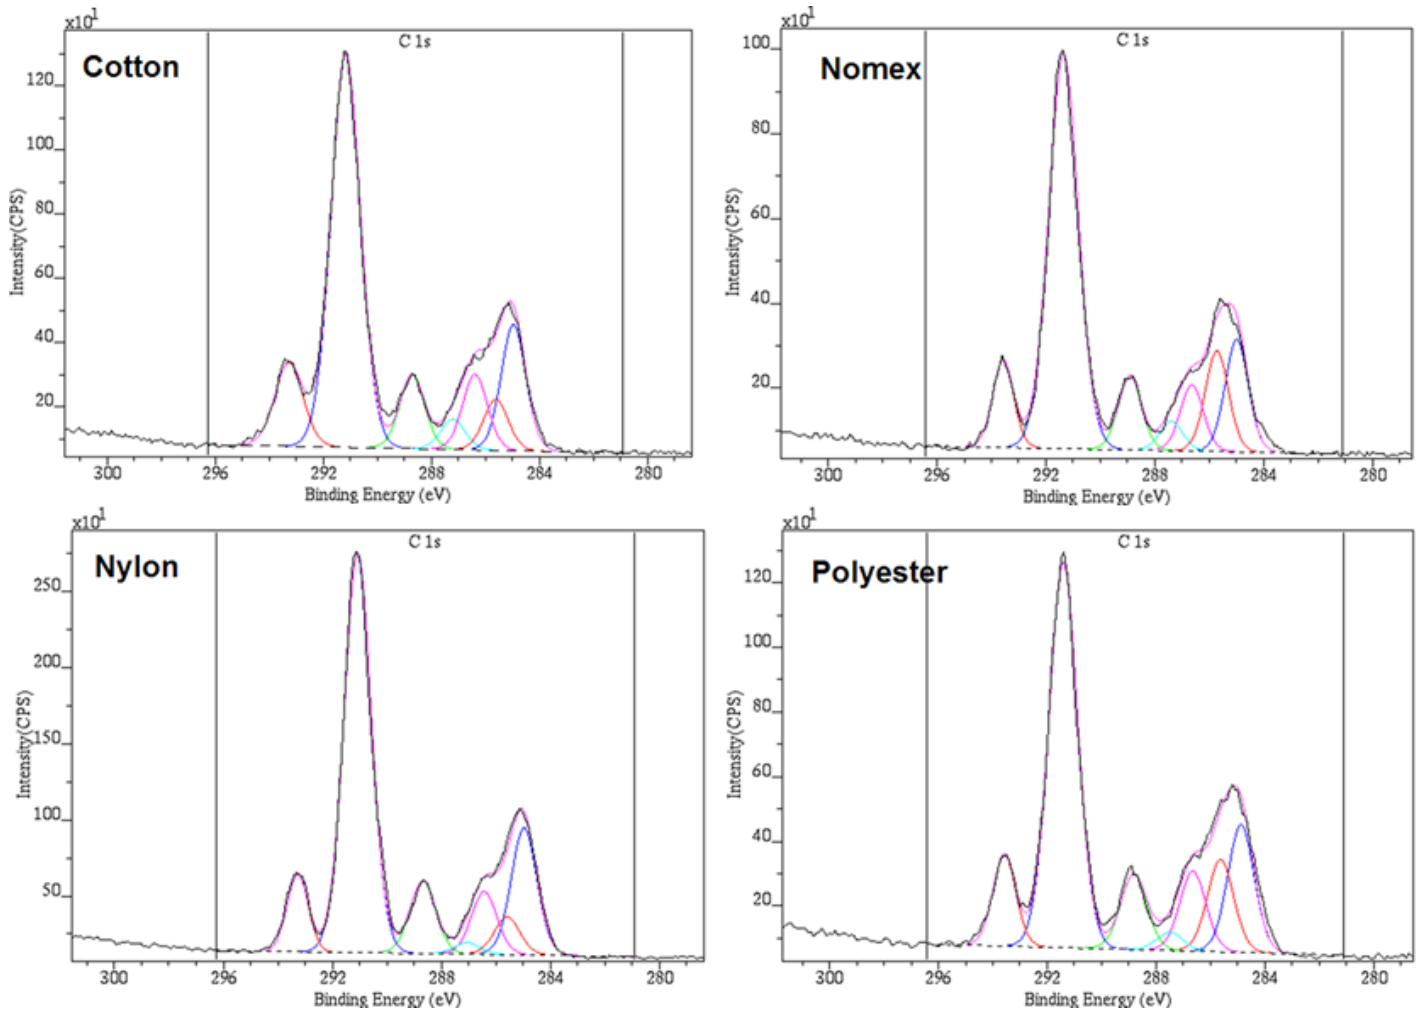 x10¹
C 1s
Cotton
120
100
80
60
40
20
Intensity(CPS)
300
296
292
288
284
280
Binding Energy (eV)
x10¹
C 1s
Nomex
100
80
60
40
20
Intensity(CPS)
300
296
292
288
284
280
Binding Energy (eV)
x10¹
C 1s
Nylon
250
200
150
100
50
Intensity(CPS)
300
296
292
288
284
280
Binding Energy (eV)
x10¹
C 1s
Polyester
120
100
80
60
40
20
Intensity(CPS)
300
296
292
288
284
280
Binding Energy (eV)